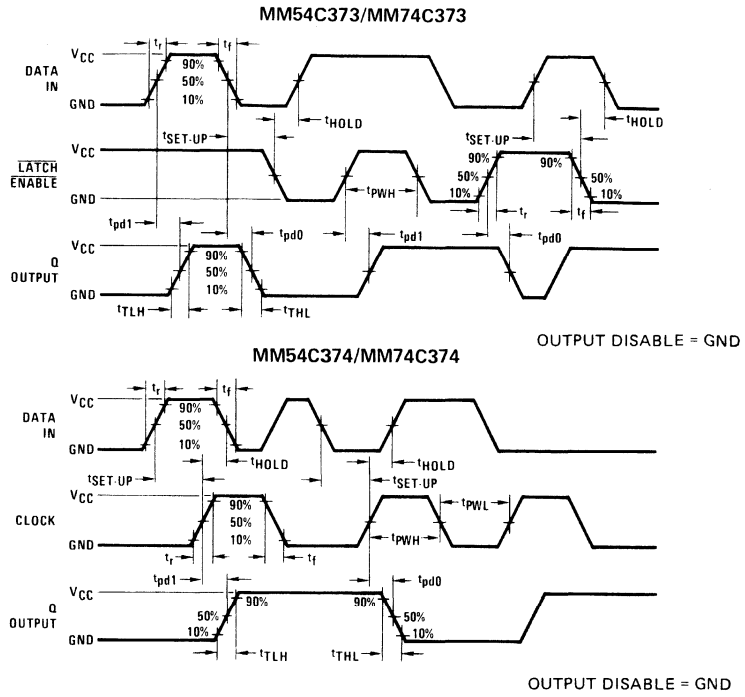 MM54C373/MM74C373
VCC
tr
tf
DATA
IN
90%
50%
10%
GND
tHOLD
tSET-UP
tSET-UP
tHOLD
VCC
LATCH
ENABLE
90%
90%
50%
50%
tPWH
10%
10%
GND
tr
tf
tpd1
tpd0
tpd1
tpd0
VCC
Q
OUTPUT
90%
50%
10%
GND
tTLH
tTHL
OUTPUT DISABLE = GND
MM54C374/MM74C374
VCC
tr
tf
DATA
IN
90%
50%
10%
GND
tHOLD
tHOLD
tSET-UP
tSET-UP
VCC
CLOCK
90%
50%
10%
tPWL
tPWH
GND
tr
tf
tpd1
tpd0
VCC
Q
OUTPUT
90%
90%
50%
50%
10%
10%
GND
tTLH
tTHL
OUTPUT DISABLE = GND